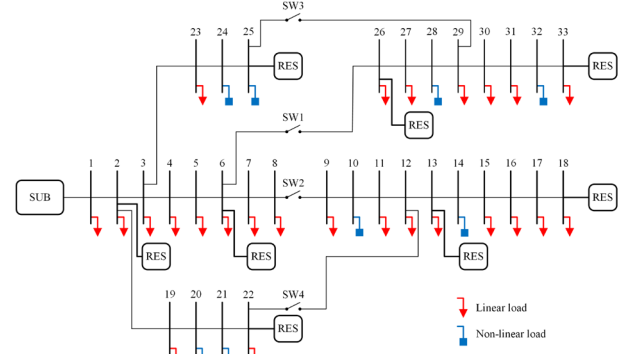 SW3
23 24 25 26 27 28 29 30 31 32 33
RES RES
SW1 RES
1 2 3 4 5 6 7 8 SW2 9 10 11 12 13 14 15 16 17 18
SUB RES
RES RES RES
19 20 21 22 SW4
RES
Linear load
Non-linear load